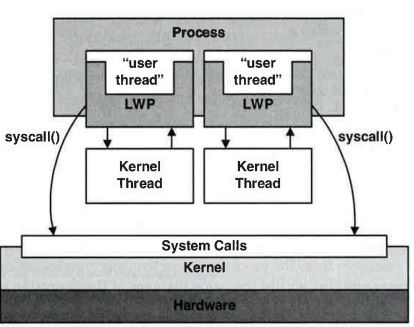 Process
“user
thread”
“user
thread”
LWP
LWP
syscall()
syscall()
Kernel
Thread
Kernel
Thread
System Calls
Kernel
Hardware